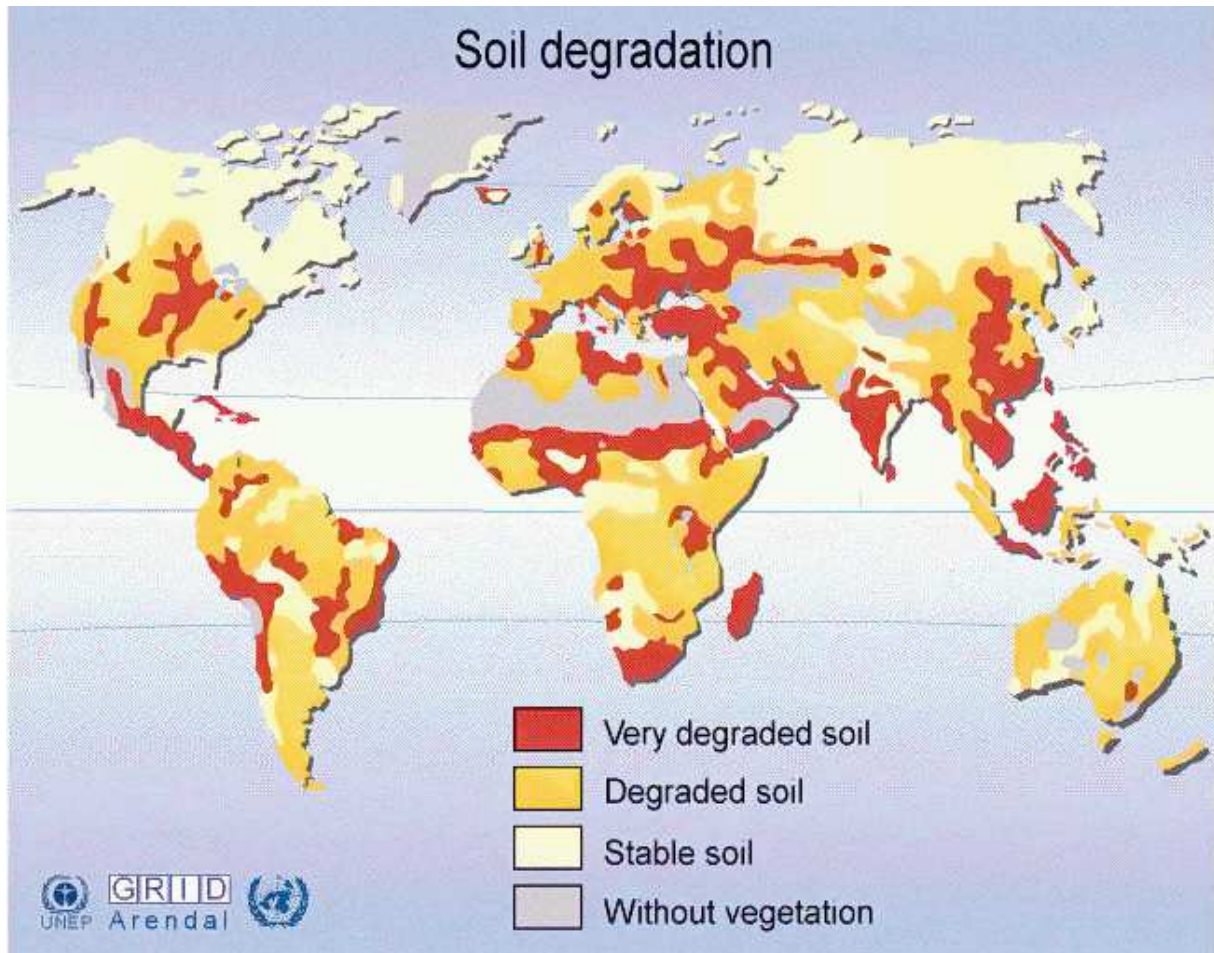 Soil degradation
Very degraded soil
Degraded soil
Stable soil
Without vegetation
UNEP
GRID
Arendal